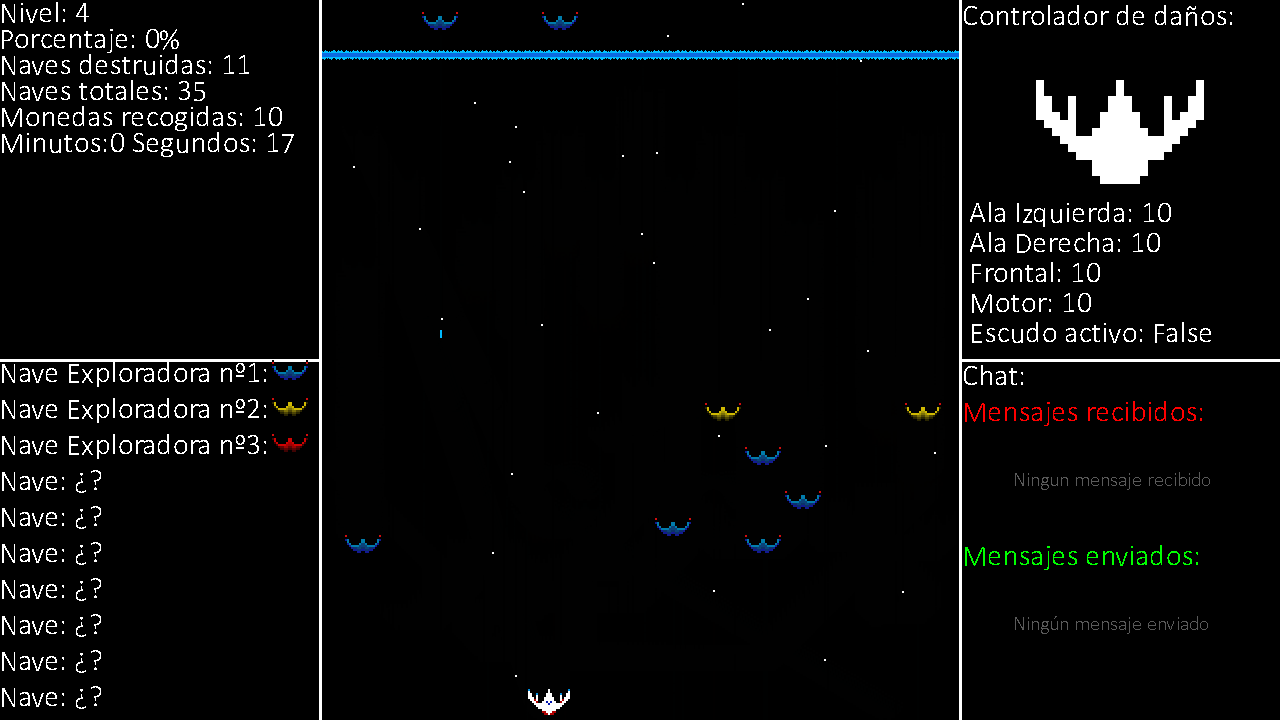 Nivel: 4
Porcentaje: 0%
Naves destruidas: 11
Naves totales: 35
Monedas recogidas: 10
Minutos:0 Segundos: 17
Nave Exploradora nº1:
Nave Exploradora nº2:
Nave Exploradora nº3:
Nave: ¿?
Nave: ¿?
Nave: ¿?
Nave: ¿?
Nave: ¿?
Nave: ¿?
Nave: ¿?
Controlador de daños:
Ala Izquierda: 10
Ala Derecha: 10
Frontal: 10
Motor: 10
Escudo activo: False
Chat:
Mensajes recibidos:
Ningun mensaje recibido
Mensajes enviados:
Ningún mensaje enviado